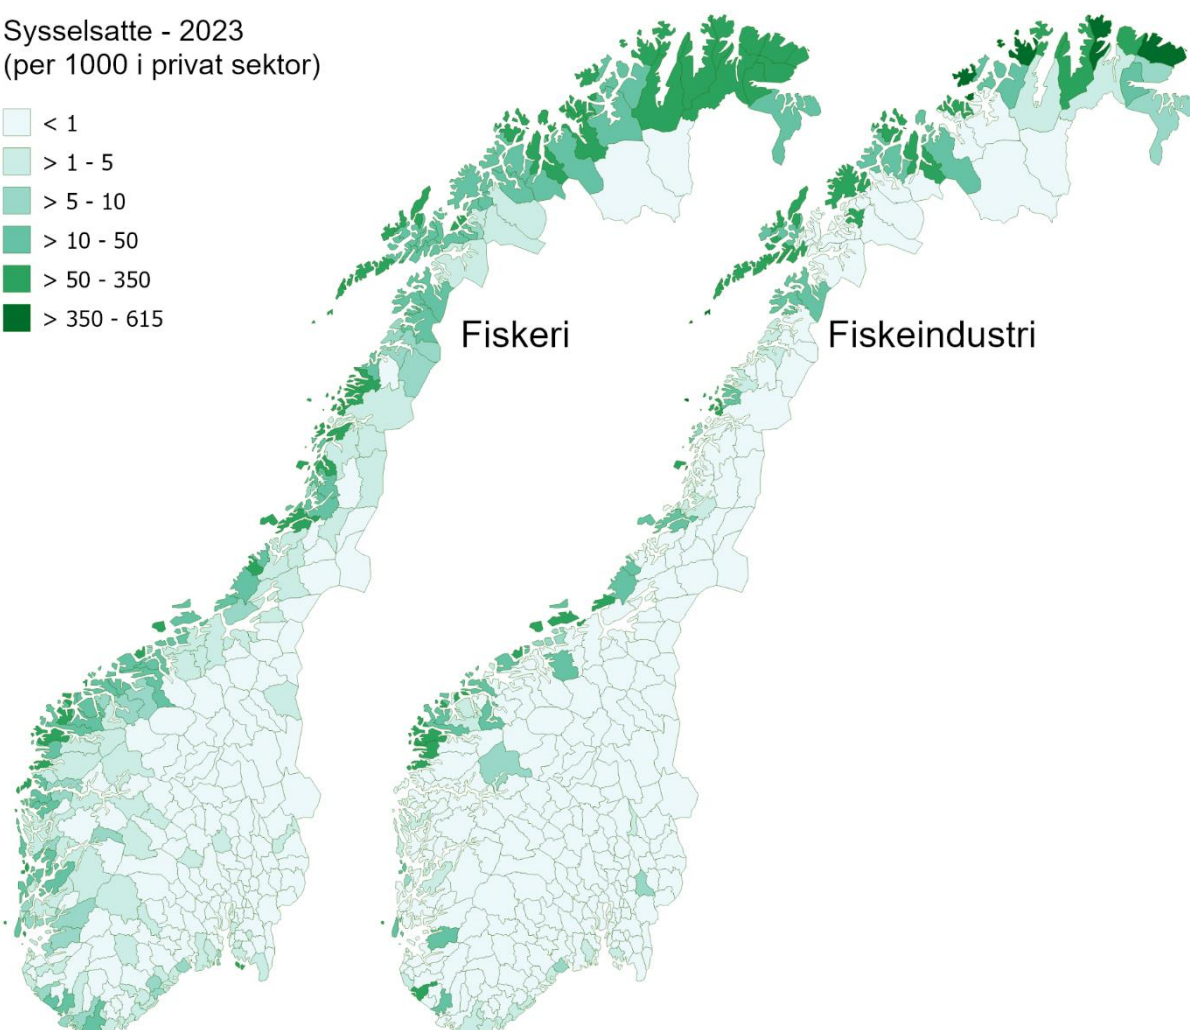 Sysselsatte - 2023
(per 1000 i privat sektor)
< 1
> 1 - 5
> 5 - 10
> 10 - 50
> 50 - 350
> 350 - 615
Fiskeri
Fiskeindustri